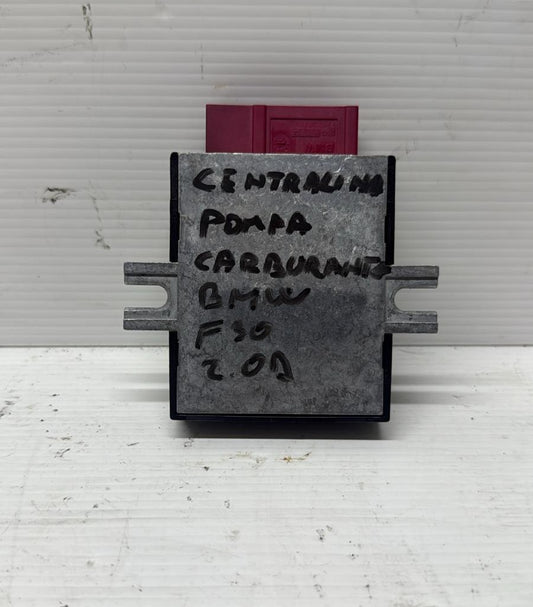 CENTRALINA
POMPA
CARBURANTE
BMW
F30
2.0D